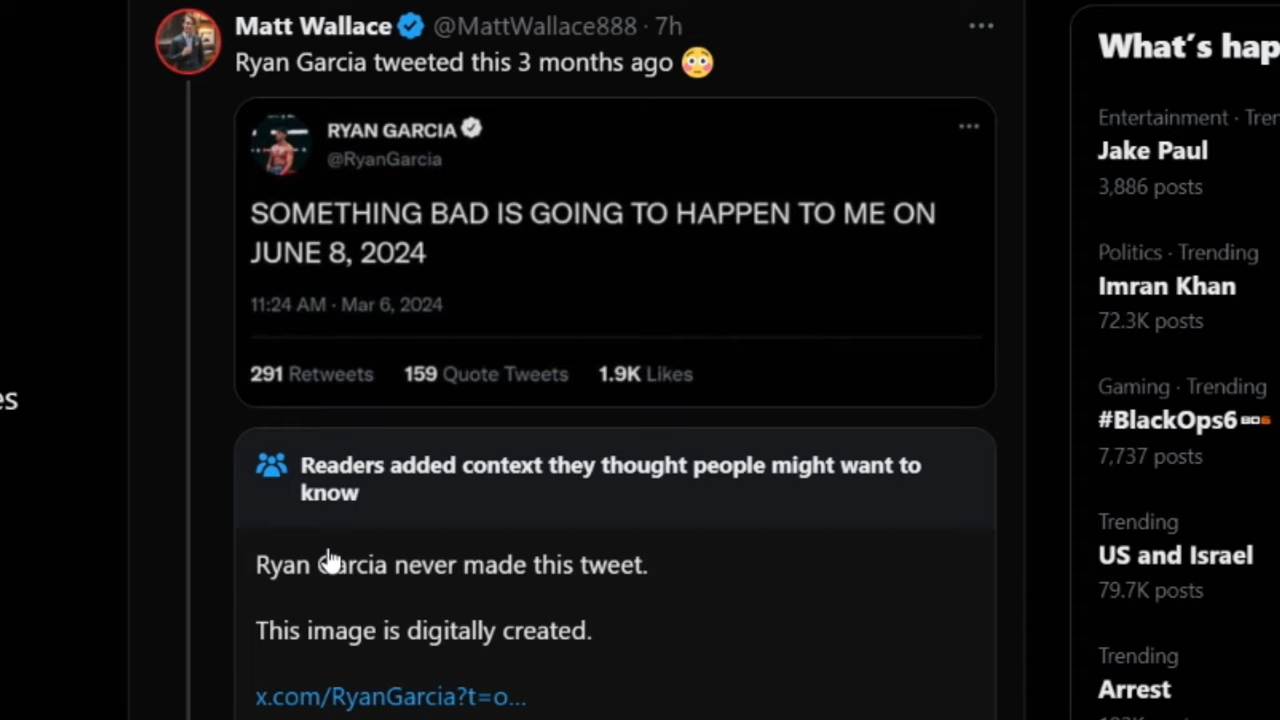 Matt Wallace @MattWallace888 · 7h
Ryan Garcia tweeted this 3 months ago 😳
RYAN GARCIA
@RyanGarcia
SOMETHING BAD IS GOING TO HAPPEN TO ME ON
JUNE 8, 2024
11:24 AM · Mar 6, 2024
291 Retweets 159 Quote Tweets 1.9K Likes
Readers added context they thought people might want to
know
Ryan Garcia never made this tweet.
This image is digitally created.
x.com/RyanGarcia?t=o...
es
What's hap
Entertainment · Tren
Jake Paul
3,886 posts
Politics · Trending
Imran Khan
72.3K posts
Gaming · Trending
#BlackOps6
7,737 posts
Trending
US and Israel
79.7K posts
Trending
Arrest